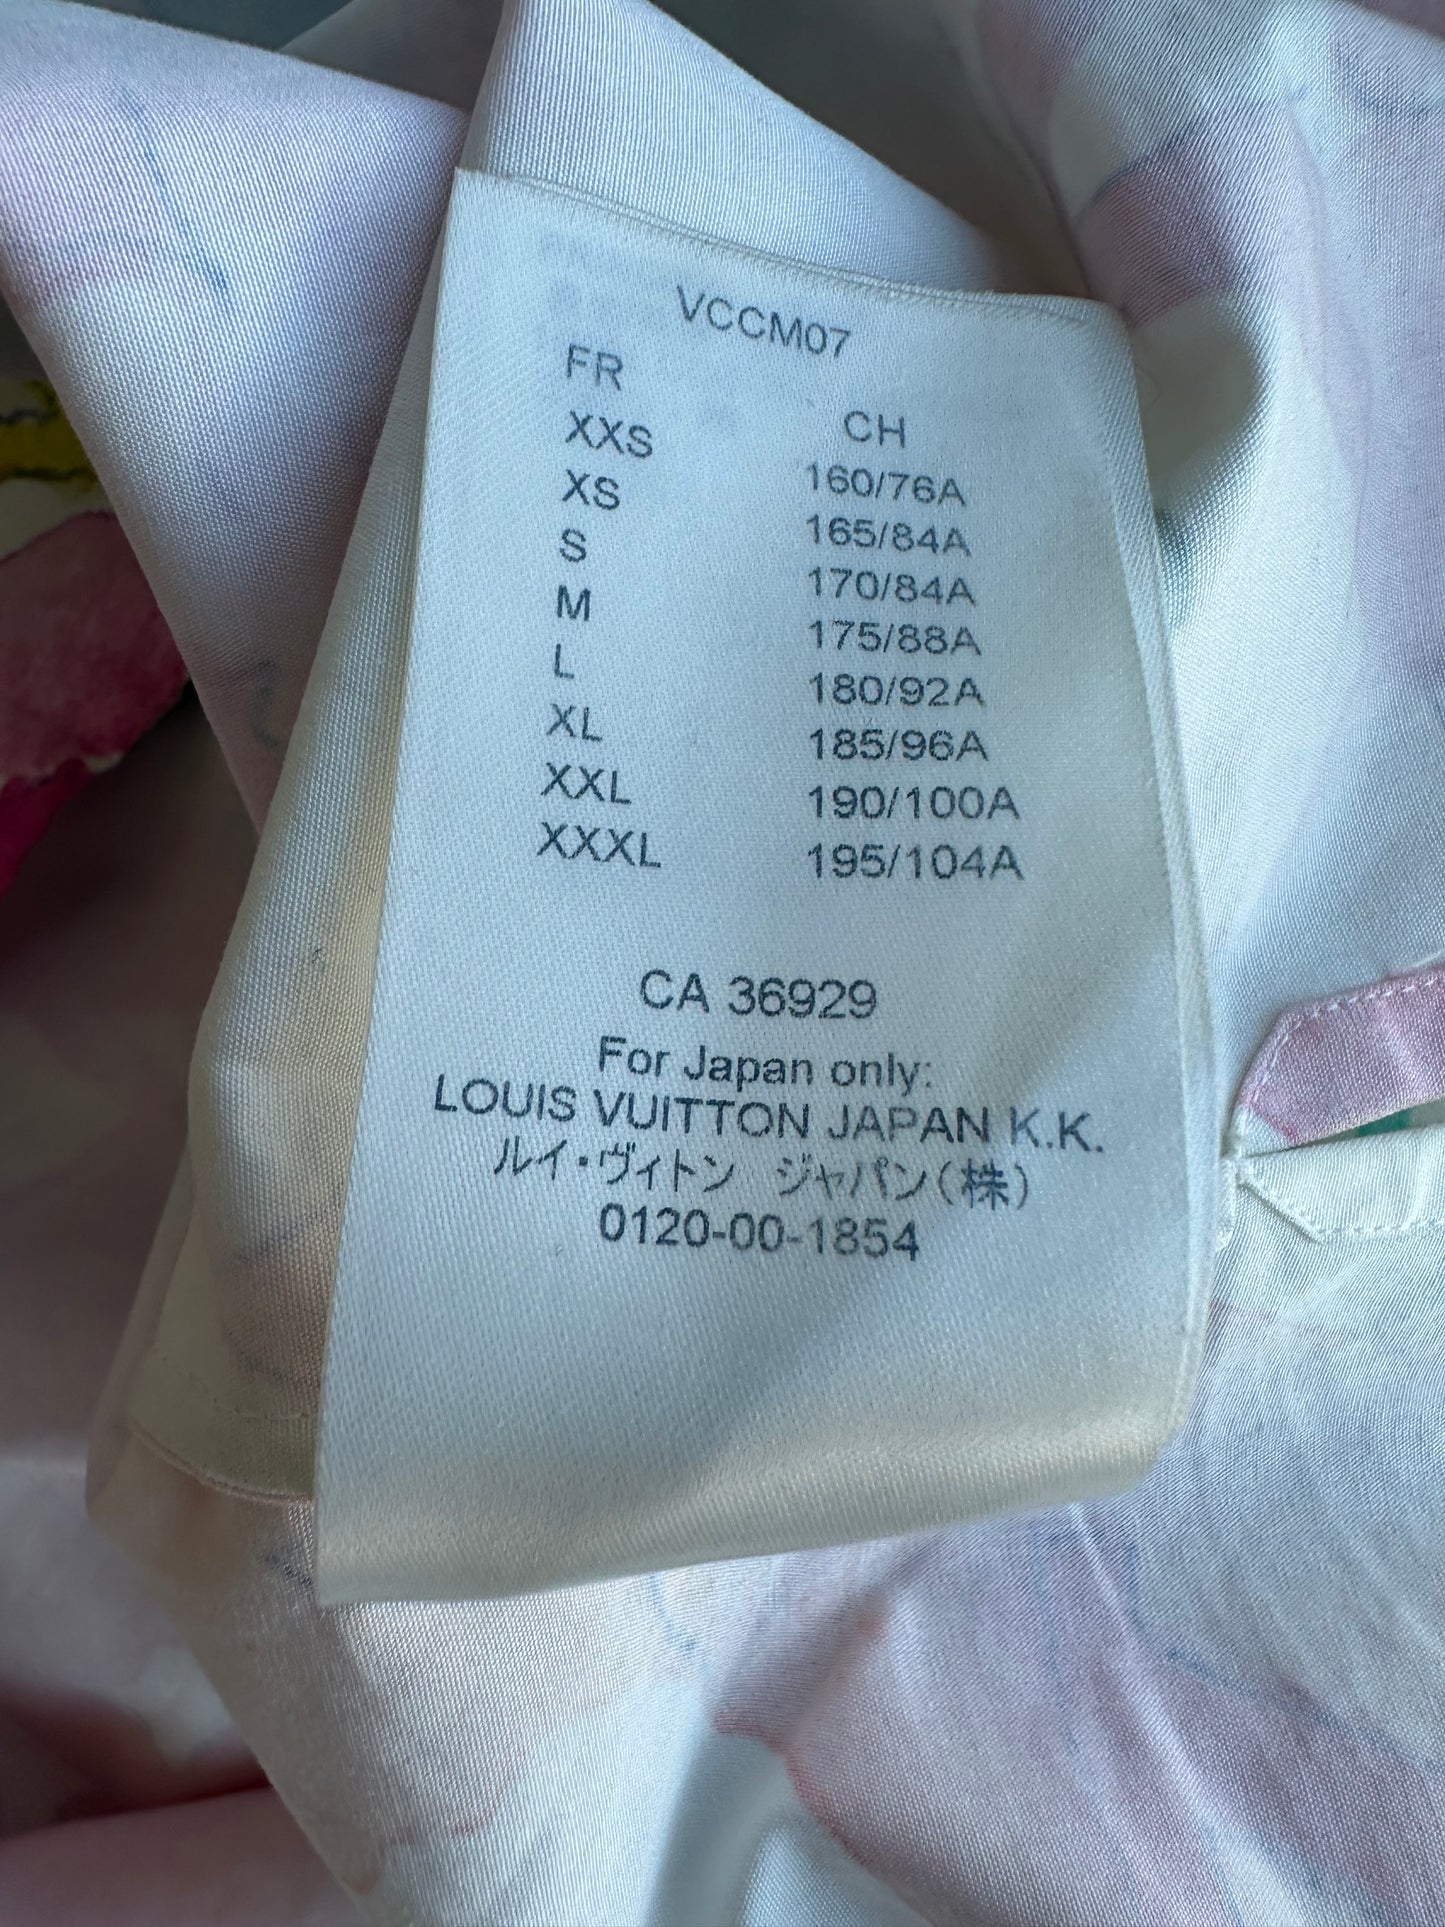 VCCM07
FR CH
XXS 160/76A
XS 165/84A
S 170/84A
M 175/88A
L 180/92A
XL 185/96A
XXL 190/100A
XXXL 195/104A
CA 36929
For Japan only:
LOUIS VUITTON JAPAN K.K.
ルイ・ヴィトン ジャパン(株)
0120-00-1854